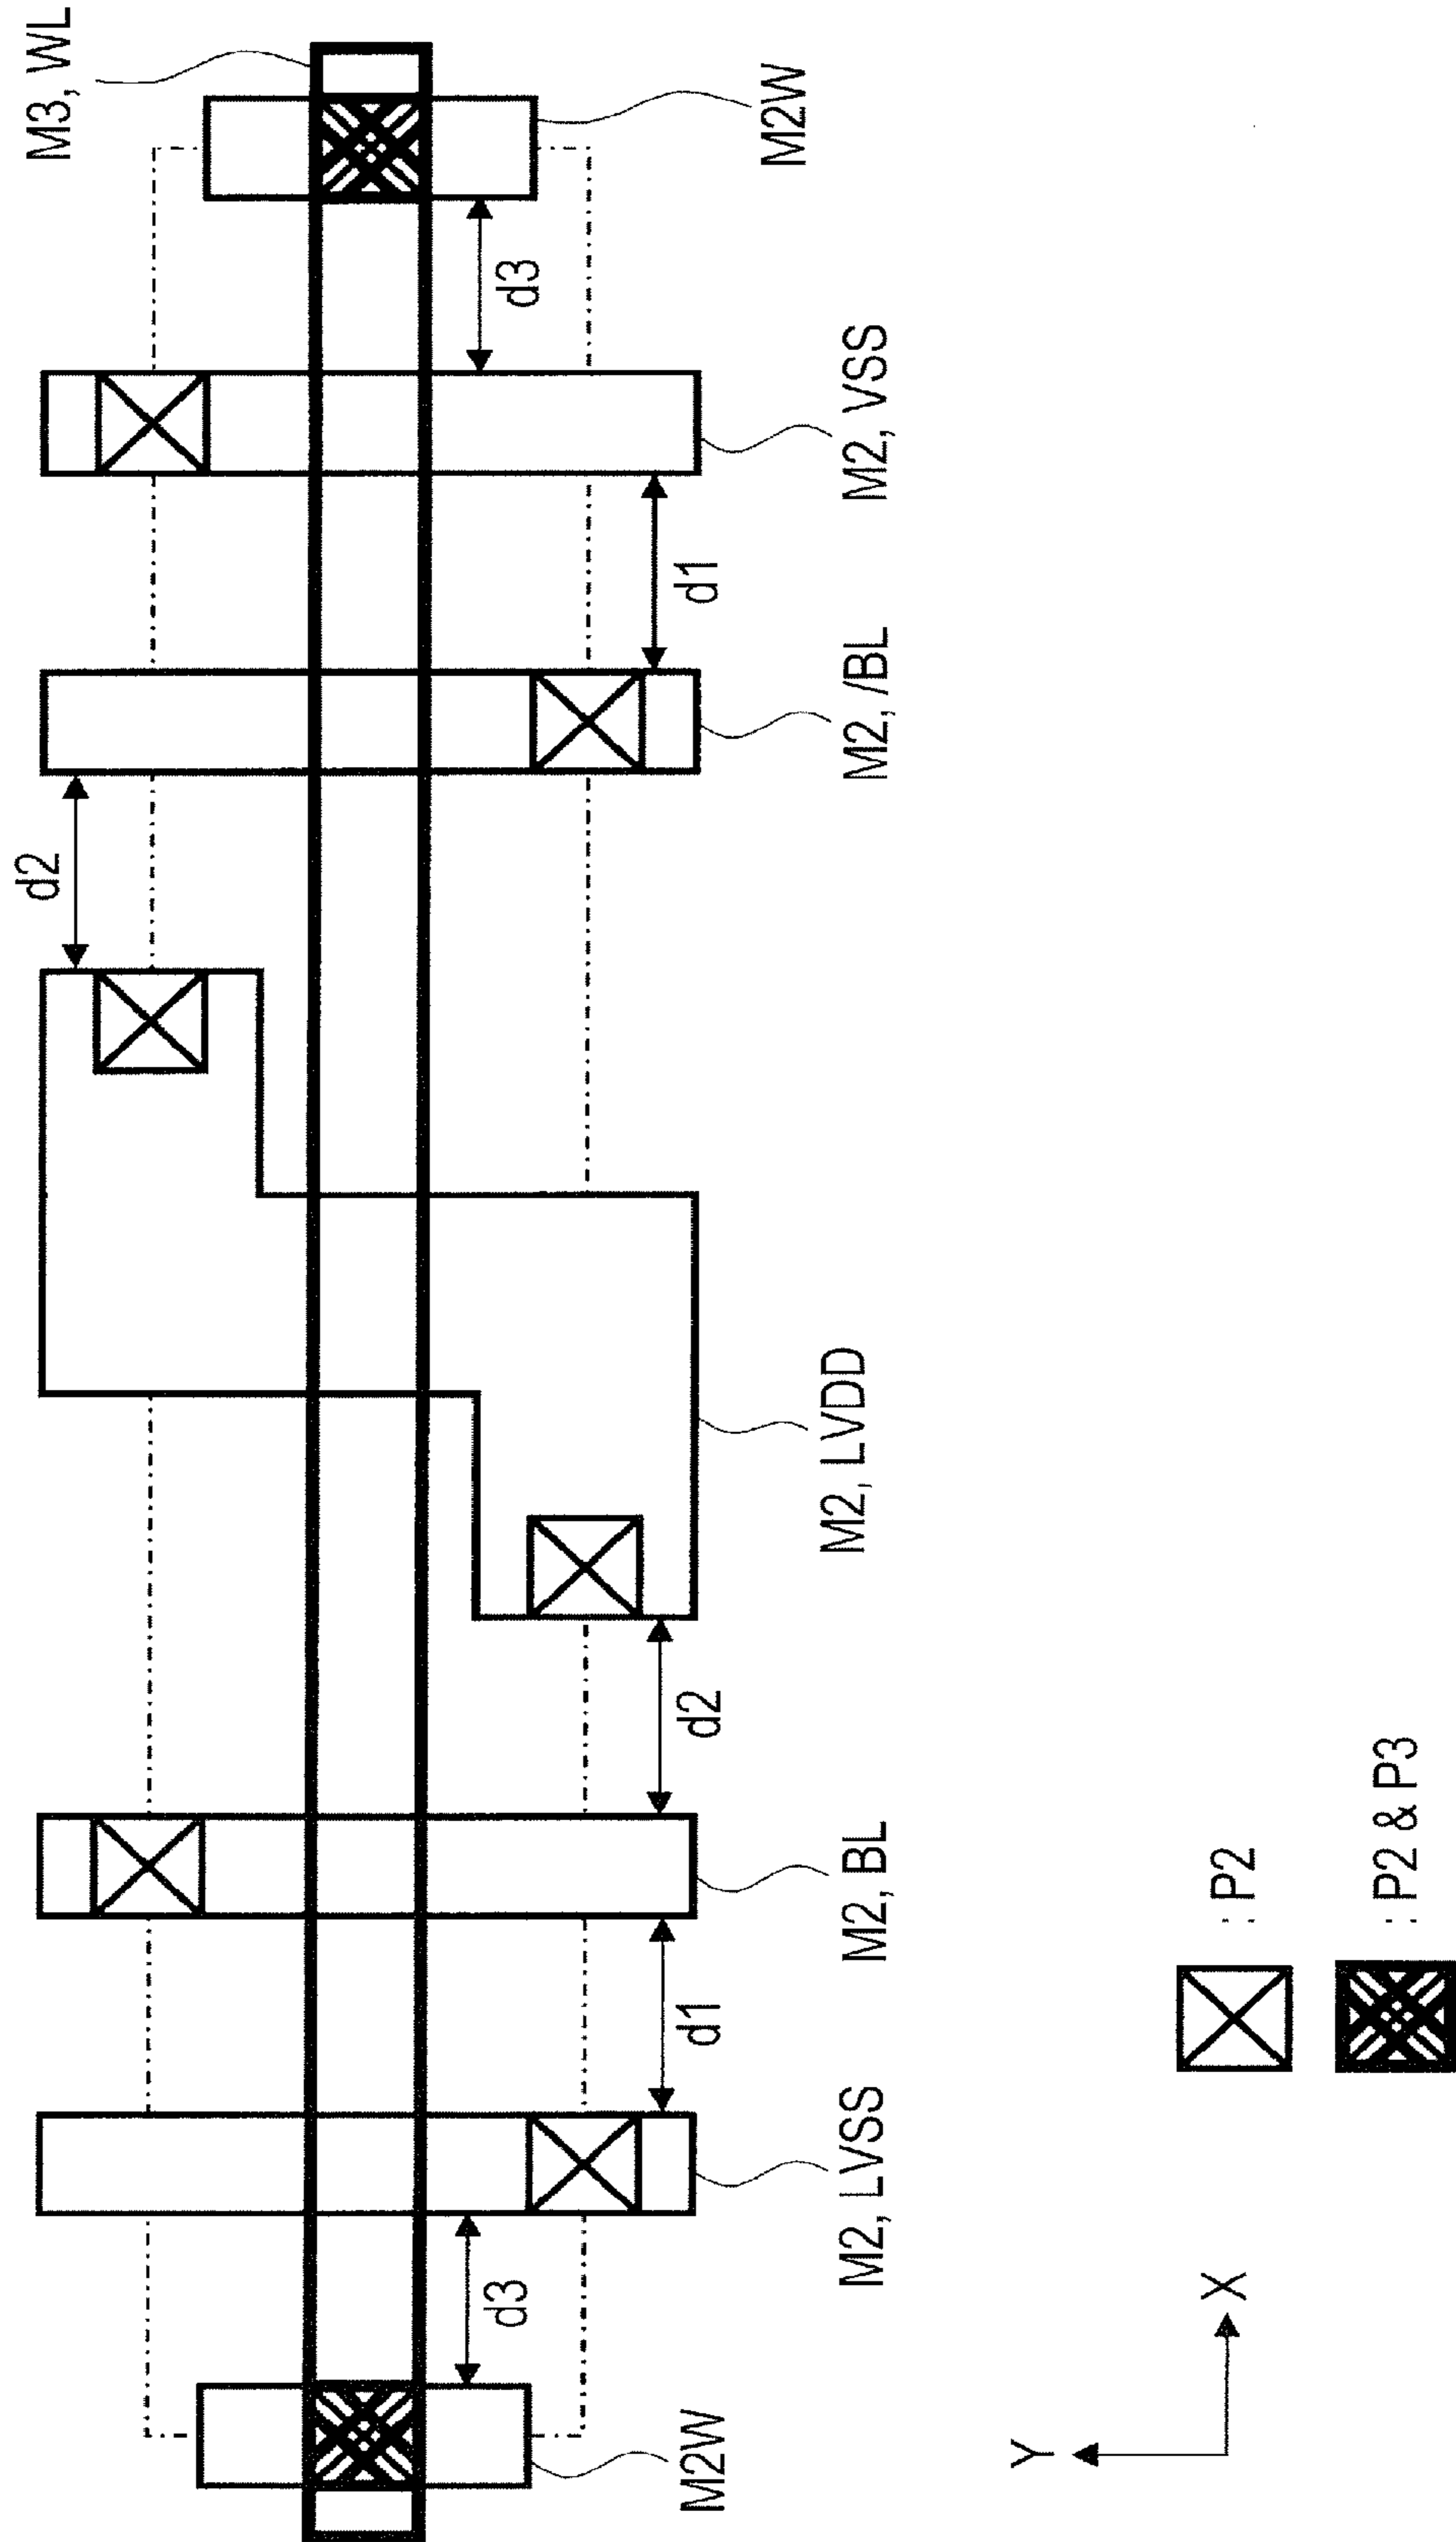 M3, WL
M2W
d3
M2, VSS
d1
M2, /BL
d2
M2, LVDD
d2
M2, BL
d1
M2, LVSS
d3
M2W
Y
X
: P2
: P2 & P3